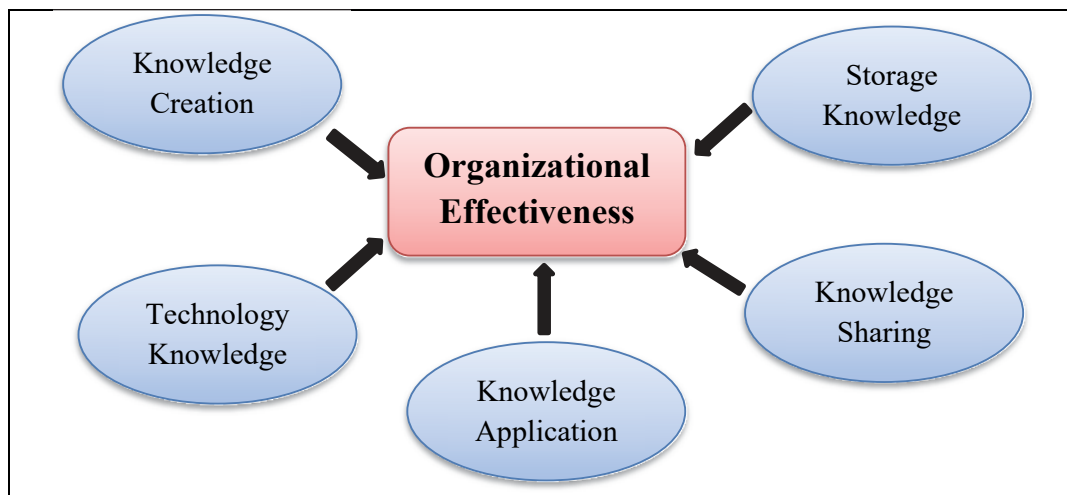 Knowledge
Creation
Storage
Knowledge
Organizational
Effectiveness
Technology
Knowledge
Knowledge
Sharing
Knowledge
Application